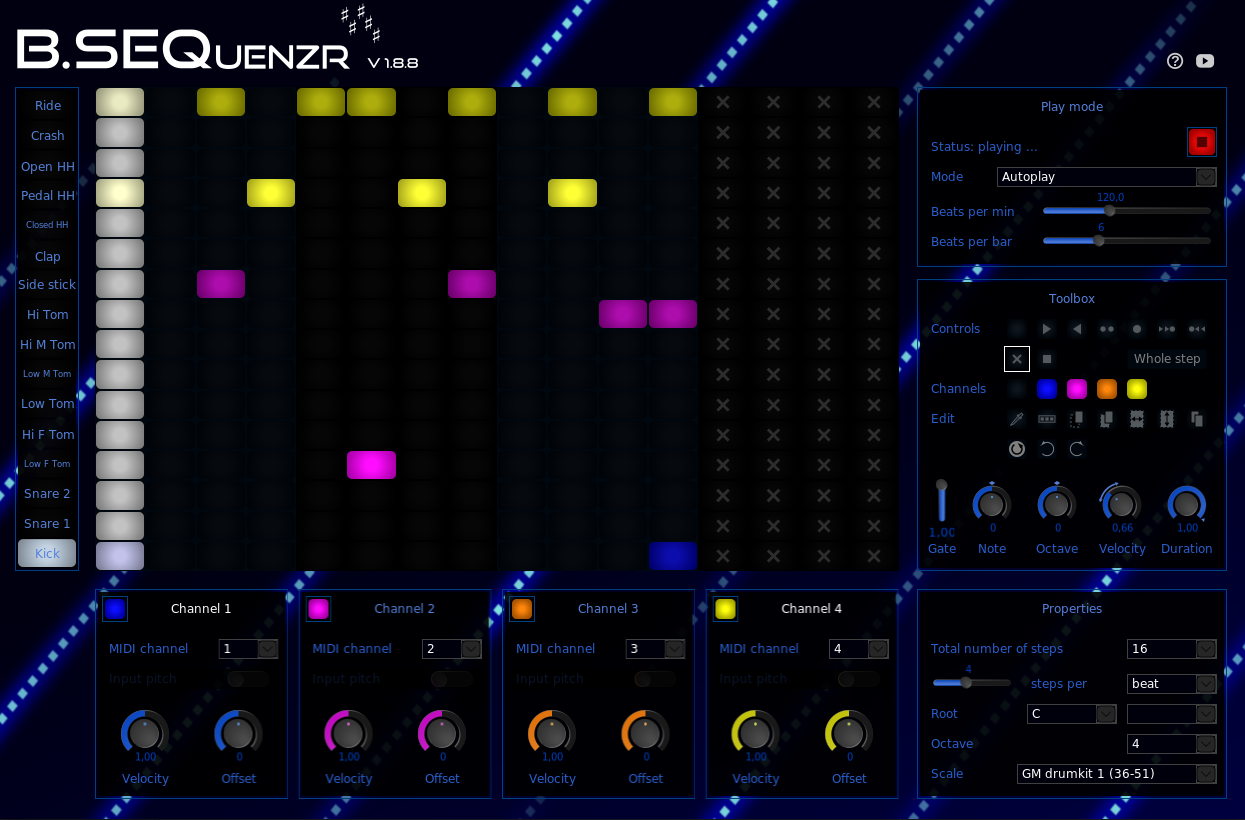 B.SEQuenzr V 1.8.8
Ride
Crash
Open HH
Pedal HH
Closed HH
Clap
Side stick
Hi Tom
Hi M Tom
Low M Tom
Low Tom
Hi F Tom
Low F Tom
Snare 2
Snare 1
Kick
Play mode
Status: playing ...
Mode Autoplay
120,0
Beats per min
6
Beats per bar
Toolbox
Controls
Whole step
Channels
Edit
1,00 0 0 0,66 1,00
Gate Note Octave Velocity Duration
Channel 1
MIDI channel 1
Input pitch
1,00 0
Velocity Offset
Channel 2
MIDI channel 2
Input pitch
1,00 0
Velocity Offset
Channel 3
MIDI channel 3
Input pitch
1,00 0
Velocity Offset
Channel 4
MIDI channel 4
Input pitch
1,00 0
Velocity Offset
Properties
Total number of steps 16
4
steps per beat
Root C
Octave 4
Scale GM drumkit 1 (36-51)